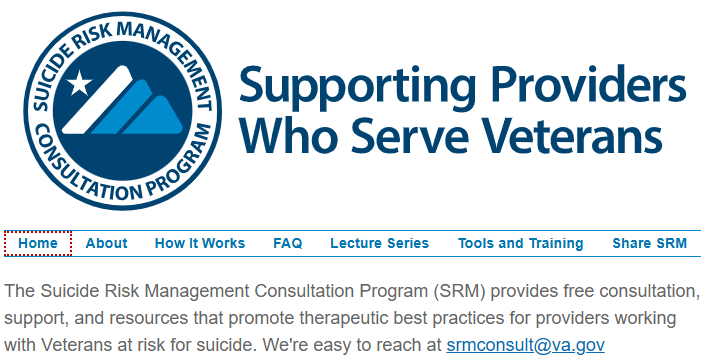 SUICIDE RISK MANAGEMENT
CONSULTATION PROGRAM
Supporting Providers
Who Serve Veterans
Home About How It Works FAQ Lecture Series Tools and Training Share SRM
The Suicide Risk Management Consultation Program (SRM) provides free consultation,
support, and resources that promote therapeutic best practices for providers working
with Veterans at risk for suicide. We're easy to reach at srmconsult@va.gov